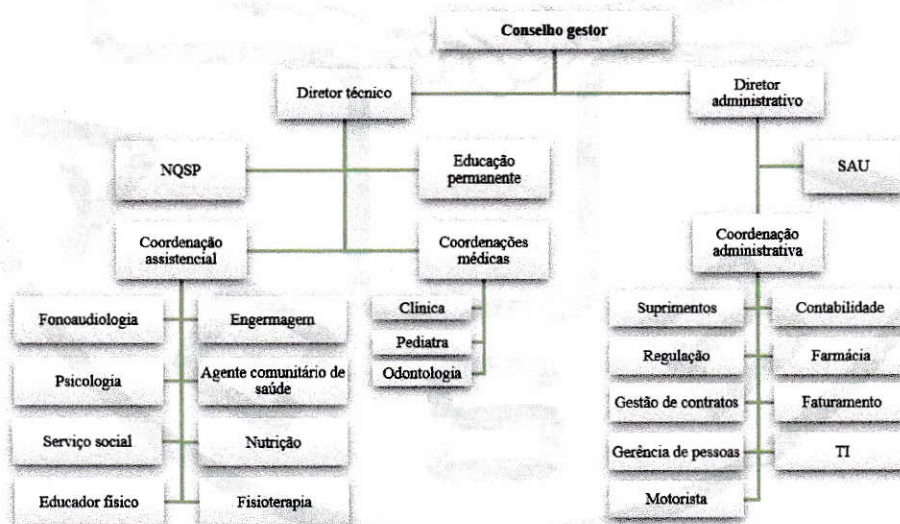 Conselho gestor
Diretor técnico
Diretor
administrativo
NQSP
Educação
permanente
SAU
Coordenação
assistencial
Coordenações
médicas
Coordenação
administrativa
Fonoaudiologia
Engermagem
Psicologia
Agente comunitário de
saúde
Serviço social
Nutrição
Educador físico
Fisioterapia
Clínica
Pediatra
Odontologia
Suprimentos
Contabilidade
Regulação
Farmácia
Gestão de contratos
Faturamento
Gerência de pessoas
TI
Motorista